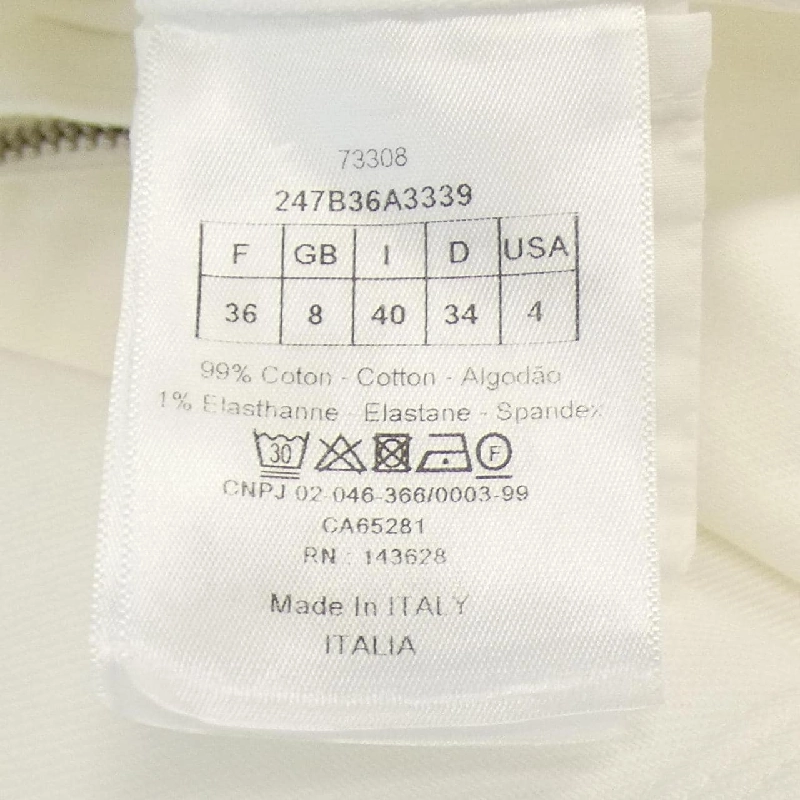 73308
247B36A3339
F GB I D USA
36 8 40 34 4
99% Coton - Cotton - Algodão
1% Elasthanne - Elastane - Spandex
30 F
CNPJ 02-046-366/0003-99
CA65281
RN : 143628
Made In ITALY
ITALIA